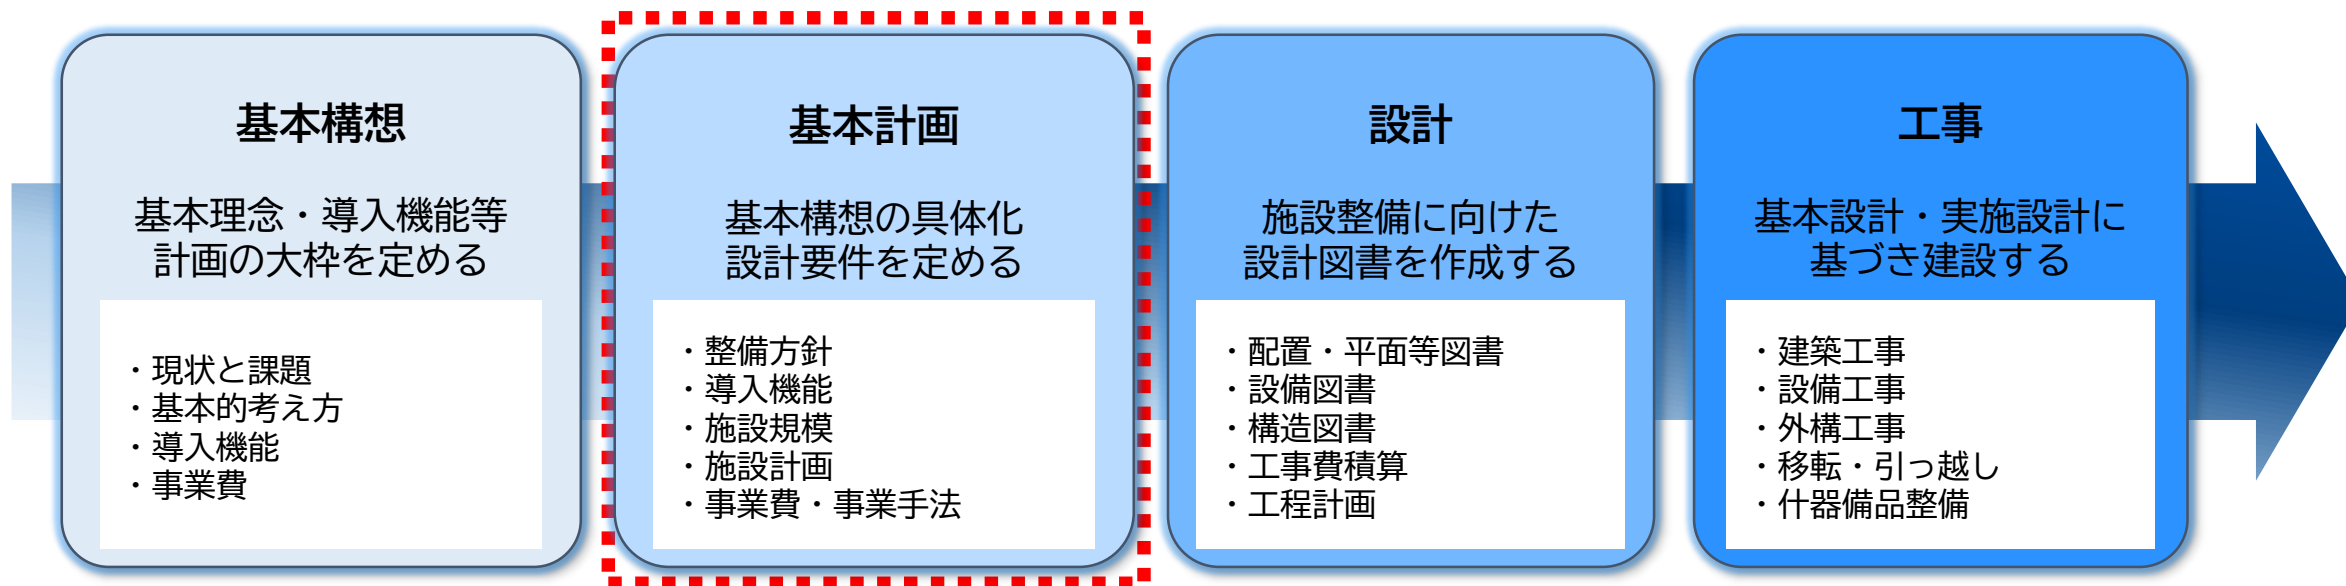 基本構想
基本理念・導入機能等
計画の大枠を定める
・現状と課題
・基本的考え方
・導入機能
・事業費
基本計画
基本構想の具体化
設計要件を定める
・整備方針
・導入機能
・施設規模
・施設計画
・事業費・事業手法
設計
施設整備に向けた
設計図書を作成する
・配置・平面等図書
・設備図書
・構造図書
・工事費積算
・工程計画
工事
基本設計・実施設計に
基づき建設する
・建築工事
・設備工事
・外構工事
・移転・引っ越し
・什器備品整備